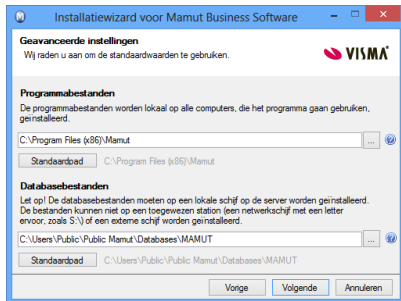 Installatiewizard voor Mamut Business Software
Geavanceerde instellingen
Wij raden u aan om de standaardwaarden te gebruiken.
VISMA
Programmabestanden
De programmabestanden worden lokaal op alle computers, die het programma gaan gebruiken,
geïnstalleerd.
C:\Program Files (x86)\Mamut
...
Standaardpad C:\Program Files (x86)\Mamut
Databasebestanden
Let op! De databasebestanden moeten op een lokale schijf op de server worden geïnstalleerd.
De bestanden kunnen niet op een toegewezen station (een netwerkschijf met een letter
ervoor, zoals S:\) of een externe schijf worden geïnstalleerd.
C:\Users\Public\Public Mamut\Databases\MAMUT
...
Standaardpad C:\Users\Public\Public Mamut\Databases\MAMUT
Vorige Volgende Annuleren